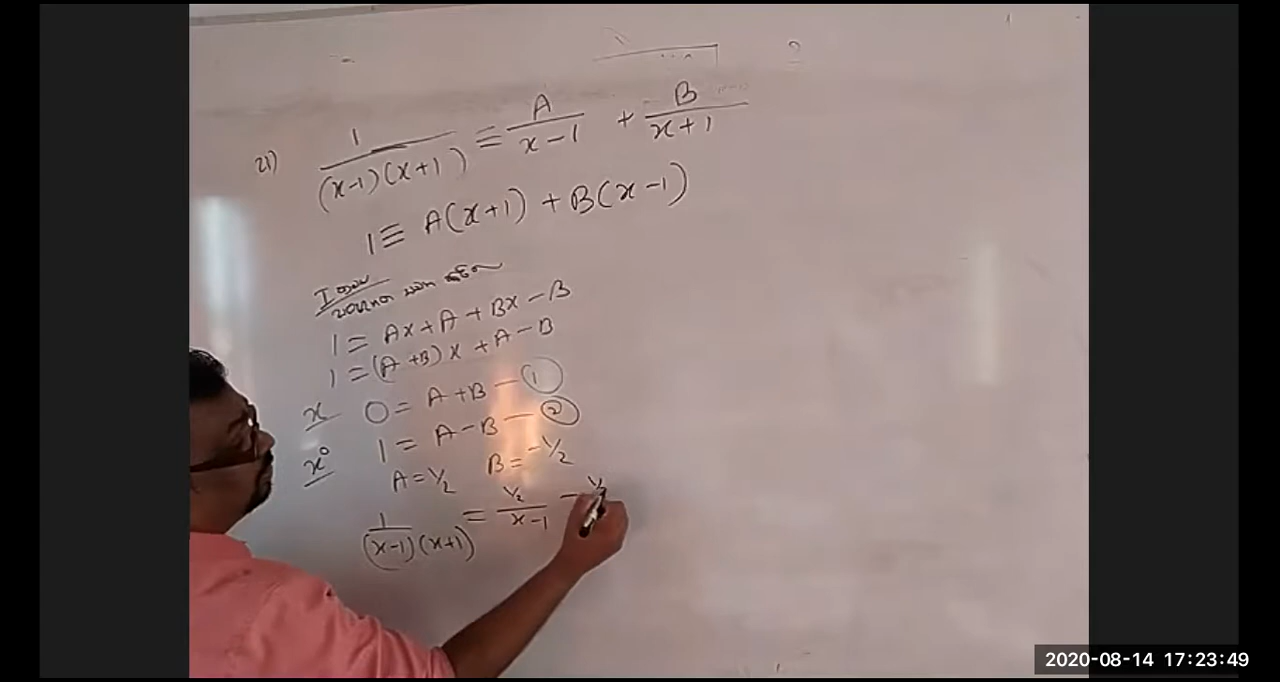 21) 1/(x-1)(x+1) ≡ A/x-1 + B/x+1
1 ≡ A(x+1) + B(x-1)
I
1 ≡ Ax + A + Bx - B
1 ≡ (A+B)x + A - B
x 0 = A + B - ①
x⁰ 1 = A - B - ②
A = 1/2 B = -1/2
1/(x-1)(x+1) = 1/2/x-1 -
2020-08-14 17:23:49